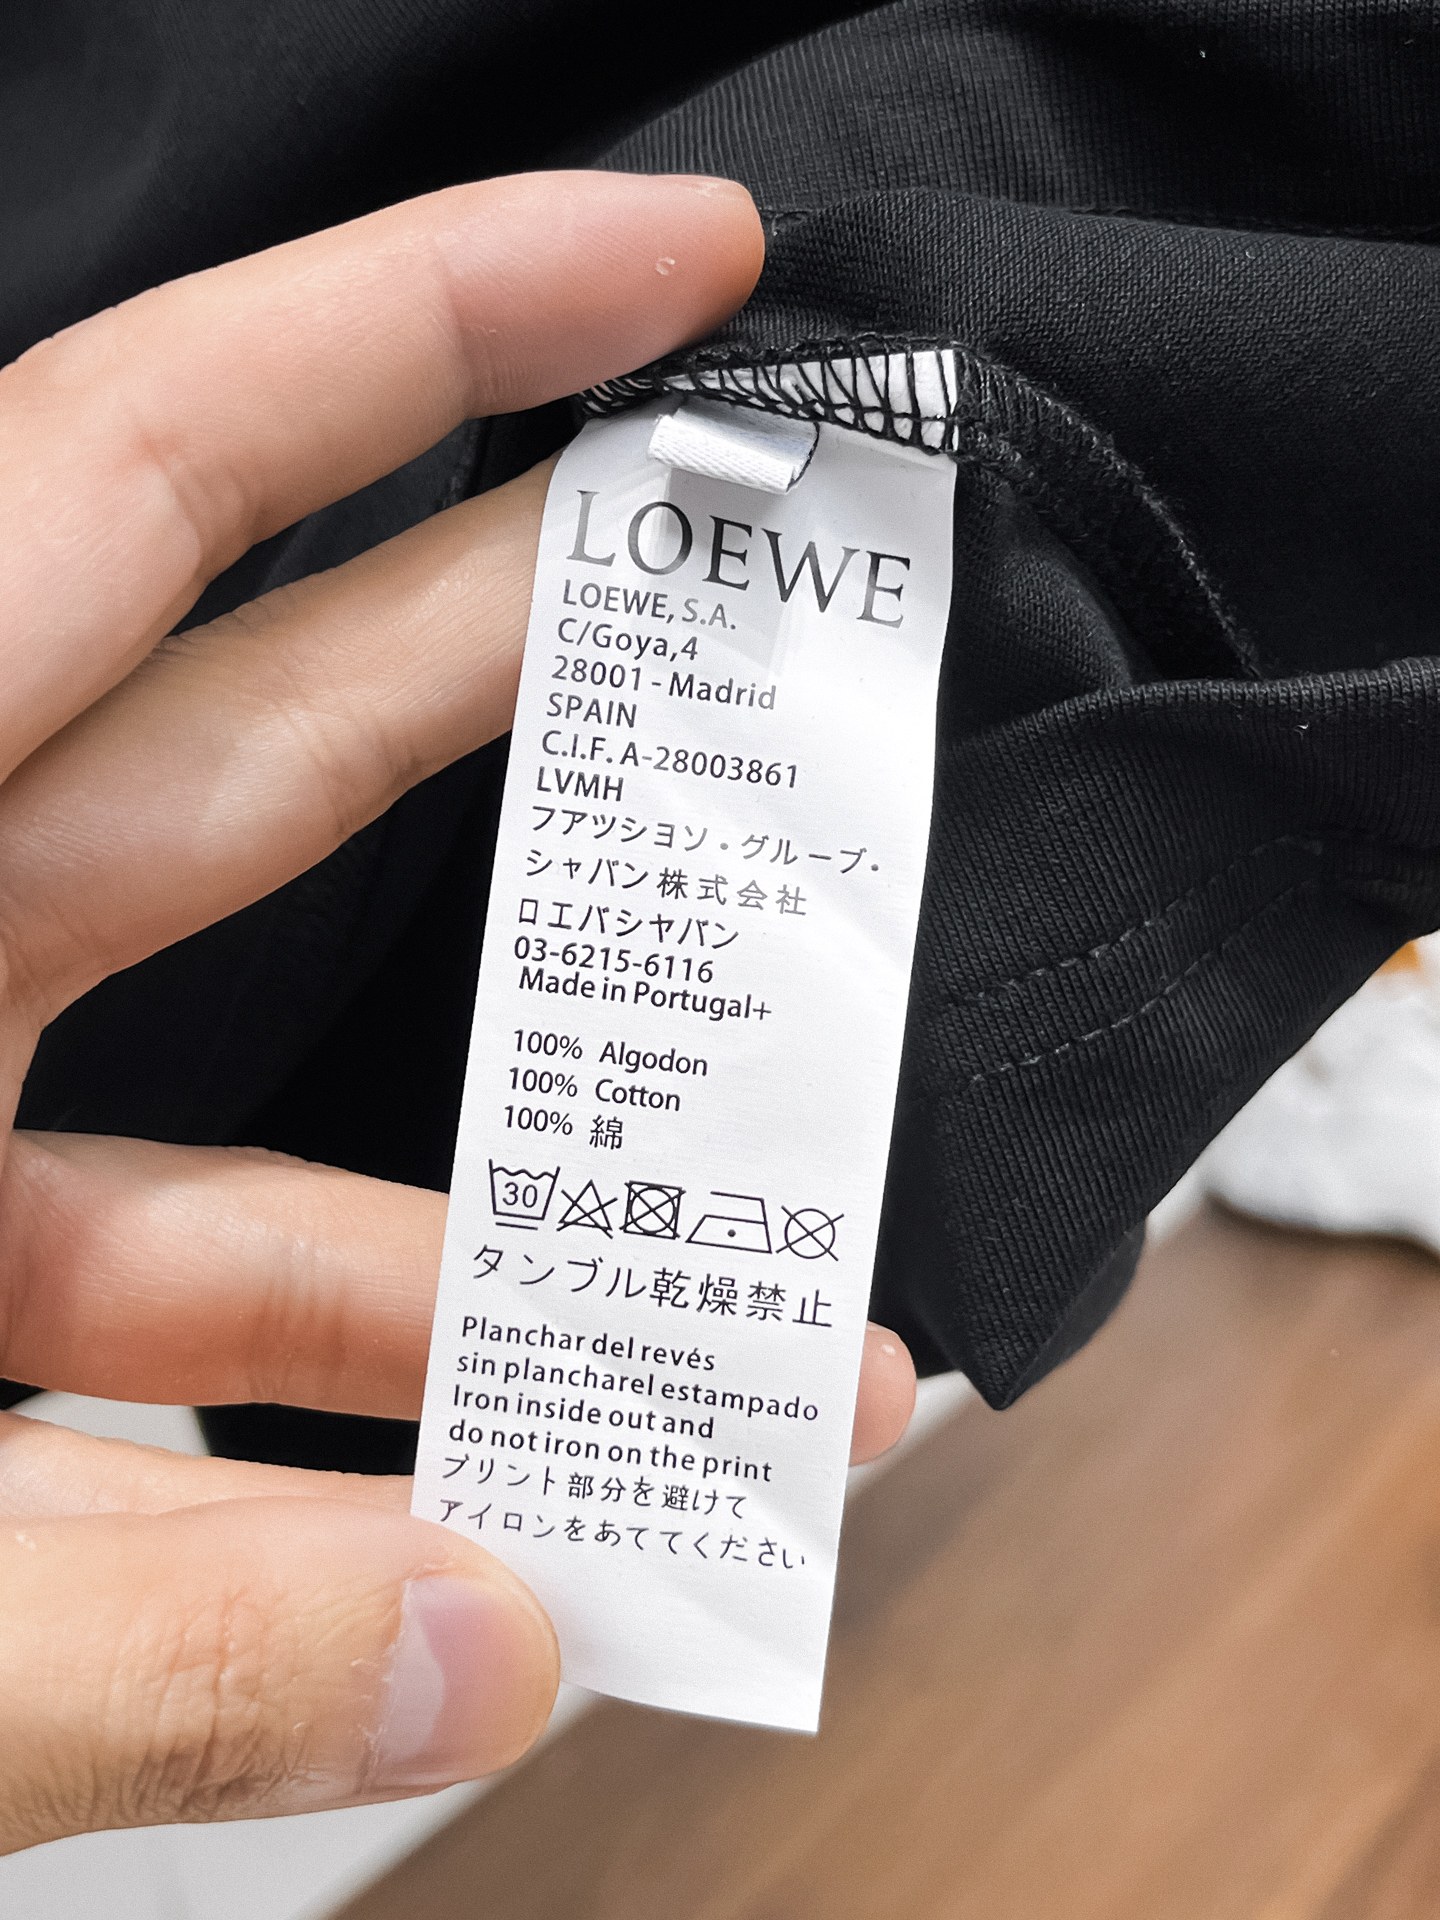 LOEWE
LOEWE, S.A.
C/Goya,4
28001 - Madrid
SPAIN
C.I.F. A-28003861
LVMH
フアツシヨソ・グループ・
シャバン株式会社
ロエバシヤバン
03-6215-6116
Made in Portugal+
100% Algodon
100% Cotton
100% 綿
30
タンブル乾燥禁止
Planchar del revés
sin plancharel estampado
Iron inside out and
do not iron on the print
プリント部分を避けて
アイロンをあててください